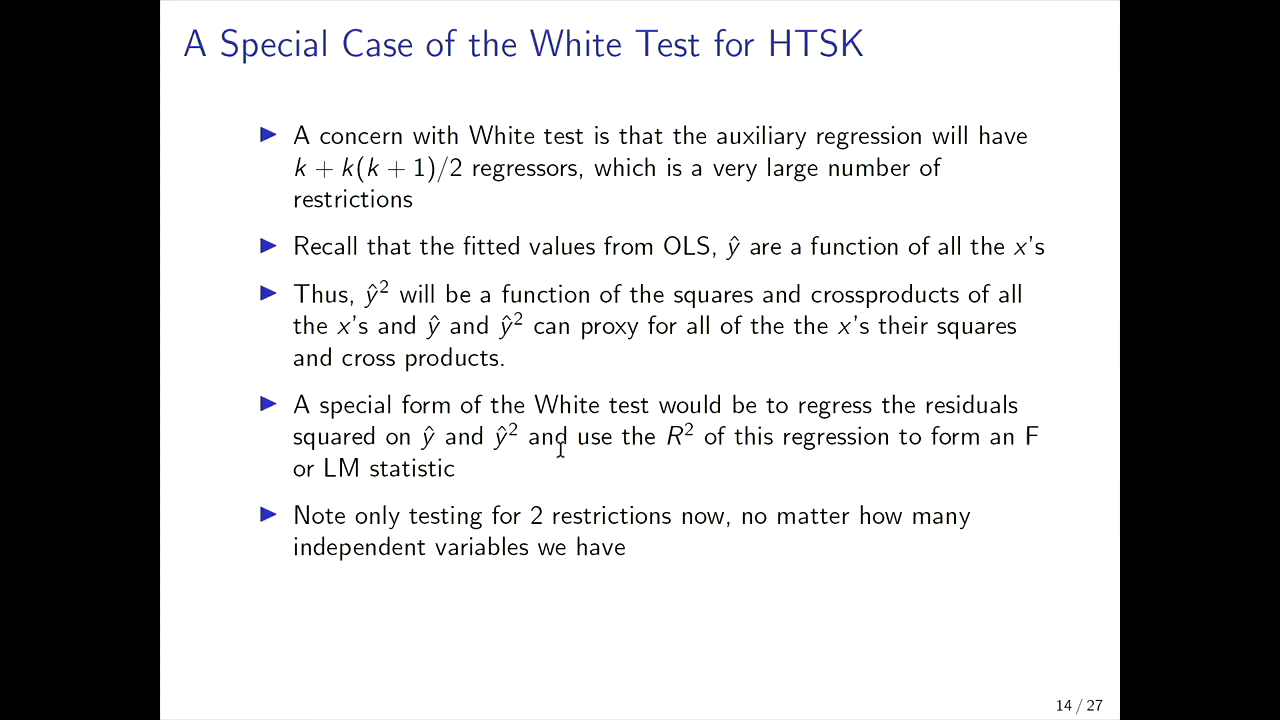 A Special Case of the White Test for HTSK
▶ A concern with White test is that the auxiliary regression will have
k + k(k + 1)/2 regressors, which is a very large number of
restrictions
▶ Recall that the fitted values from OLS, ŷ are a function of all the x's
▶ Thus, ŷ² will be a function of the squares and crossproducts of all
the x's and ŷ and ŷ² can proxy for all of the the x's their squares
and cross products.
▶ A special form of the White test would be to regress the residuals
squared on ŷ and ŷ² and use the R² of this regression to form an F
or LM statistic
▶ Note only testing for 2 restrictions now, no matter how many
independent variables we have
14 / 27